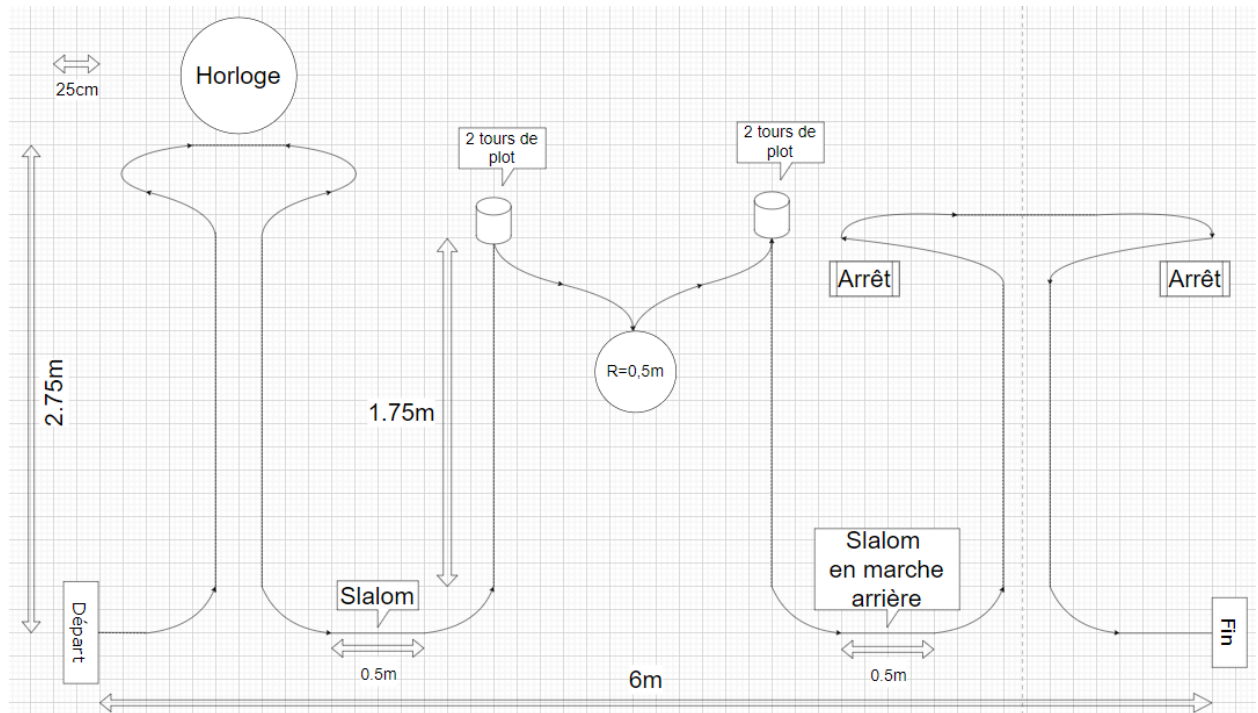 Horloge
25cm
2 tours de
plot
2 tours de
plot
Arrêt
Arrêt
R=0,5m
2.75m
1.75m
Slalom
en marche
arrière
Slalom
Départ
Fin
0.5m
0.5m
6m